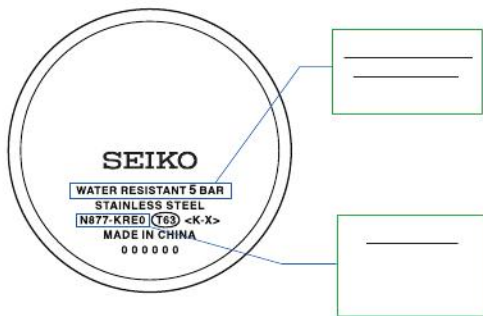 SEIKO
WATER RESISTANT 5 BAR
STAINLESS STEEL
N877-KRE0 T63 <K-X>
MADE IN CHINA
000000